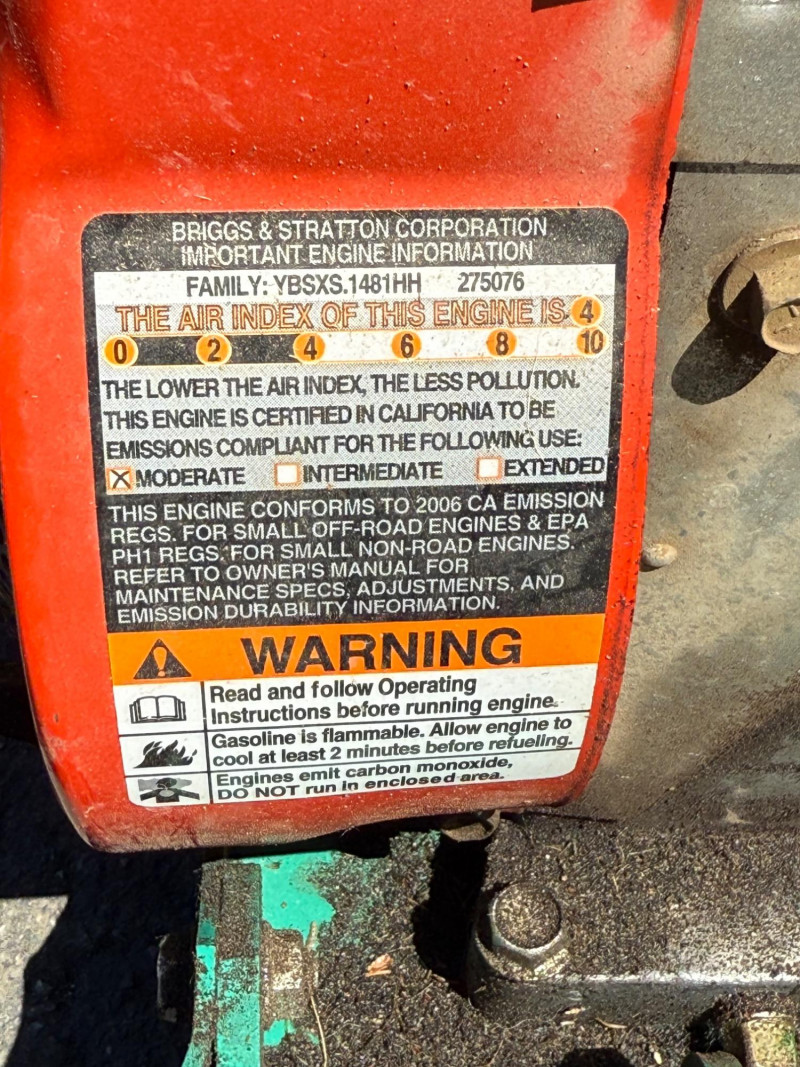 BRIGGS & STRATTON CORPORATION
IMPORTANT ENGINE INFORMATION
FAMILY: YBSXS.1481HH 275076
THE AIR INDEX OF THIS ENGINE IS 4
0 2 4 6 8 10
THE LOWER THE AIR INDEX, THE LESS POLLUTION.
THIS ENGINE IS CERTIFIED IN CALIFORNIA TO BE
EMISSIONS COMPLIANT FOR THE FOLLOWING USE:
MODERATE INTERMEDIATE EXTENDED
THIS ENGINE CONFORMS TO 2006 CA EMISSION
REGS. FOR SMALL OFF-ROAD ENGINES & EPA
PH1 REGS. FOR SMALL NON-ROAD ENGINES.
REFER TO OWNER'S MANUAL FOR
MAINTENANCE SPECS, ADJUSTMENTS, AND
EMISSION DURABILITY INFORMATION.
WARNING
Read and follow Operating
Instructions before running engine.
Gasoline is flammable. Allow engine to
cool at least 2 minutes before refueling.
Engines emit carbon monoxide,
DO NOT run in enclosed area.